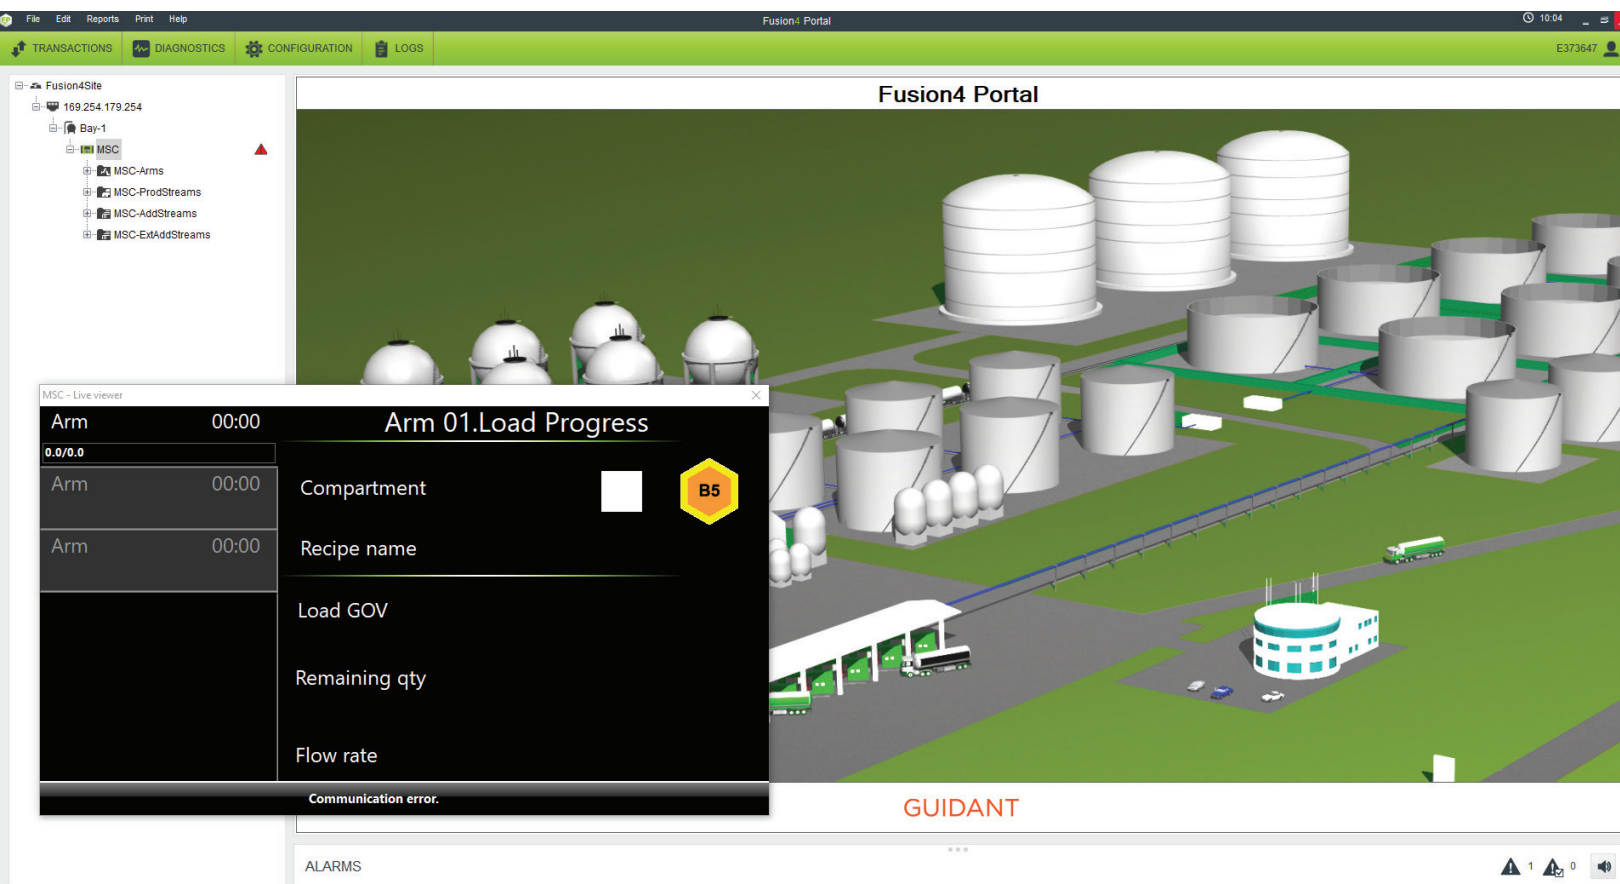 FP File Edit Reports Print Help Fusion4 Portal 10:04
TRANSACTIONS DIAGNOSTICS CONFIGURATION LOGS E373647
Fusion4Site
169.254.179.254
Bay-1
MSC
MSC-Arms
MSC-ProdStreams
MSC-AddStreams
MSC-ExtAddStreams
Fusion4 Portal
MSC - Live viewer
Arm 00:00
0.0/0.0
Arm 00:00
Arm 00:00
Arm 01.Load Progress
Compartment
B5
Recipe name
Load GOV
Remaining qty
Flow rate
Communication error.
GUIDANT
ALARMS 1 0